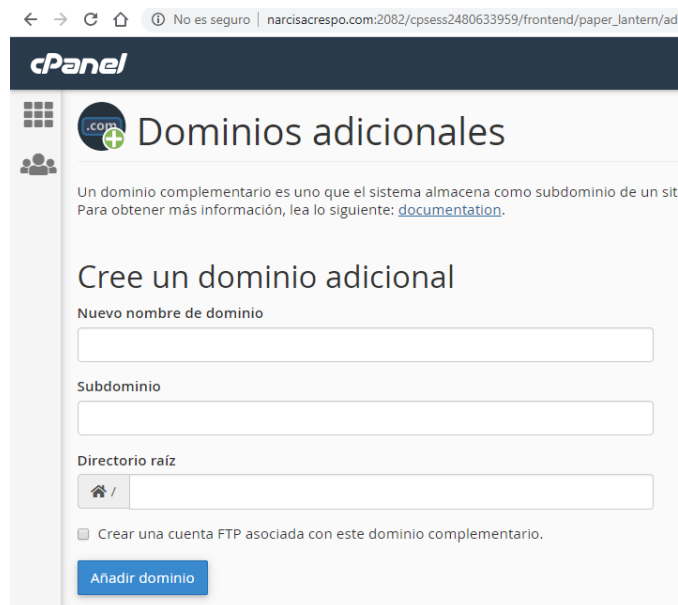 No es seguro | narcisacrespo.com:2082/cpsess2480633959/frontend/paper_lantern/ad
cPanel
.com
Dominios adicionales
Un dominio complementario es uno que el sistema almacena como subdominio de un sit
Para obtener más información, lea lo siguiente: documentation.
Cree un dominio adicional
Nuevo nombre de dominio
Subdominio
Directorio raíz
/
Crear una cuenta FTP asociada con este dominio complementario.
Añadir dominio